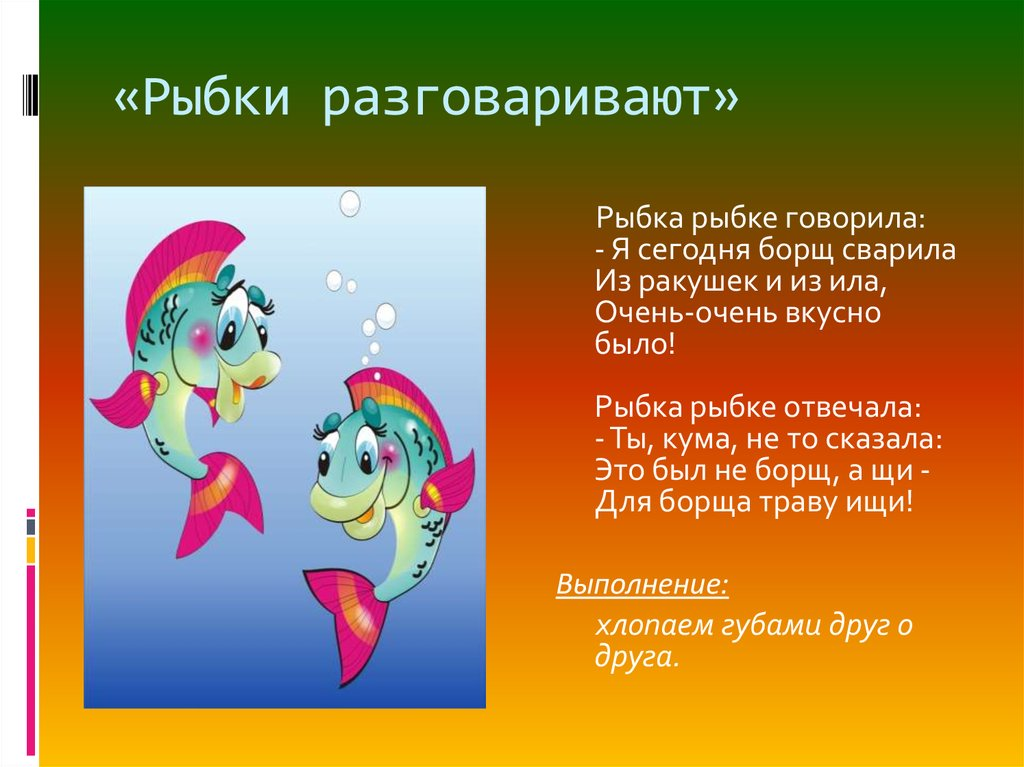 «Рыбки разговаривают»
Рыбка рыбке говорила:
- Я сегодня борщ сварила
Из ракушек и из ила,
Очень-очень вкусно
было!
Рыбка рыбке отвечала:
- Ты, кума, не то сказала:
Это был не борщ, а щи -
Для борща траву ищи!
Выполнение:
хлопаем губами друг о
друга.